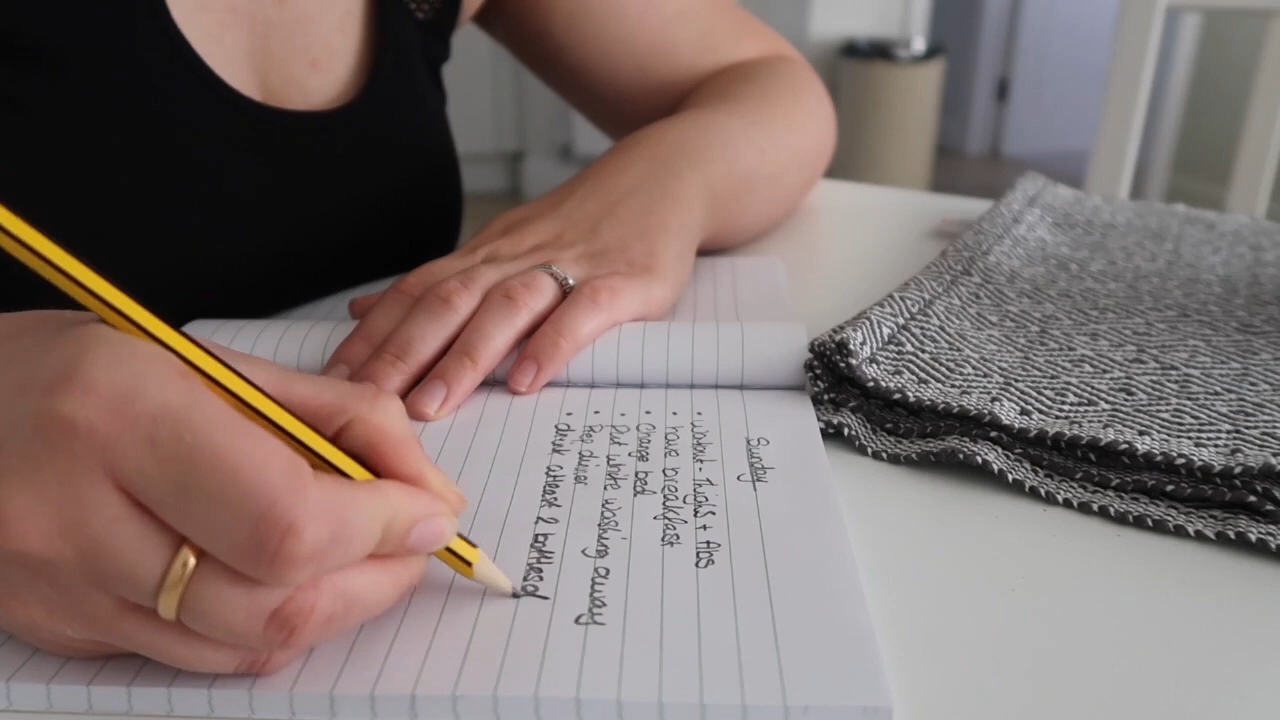 Sunday
• Workout - Thighs + Abs
• have breakfast
• Change bed
• Put white washing away
• Prep dinner
• drink atleast 2 bottles d